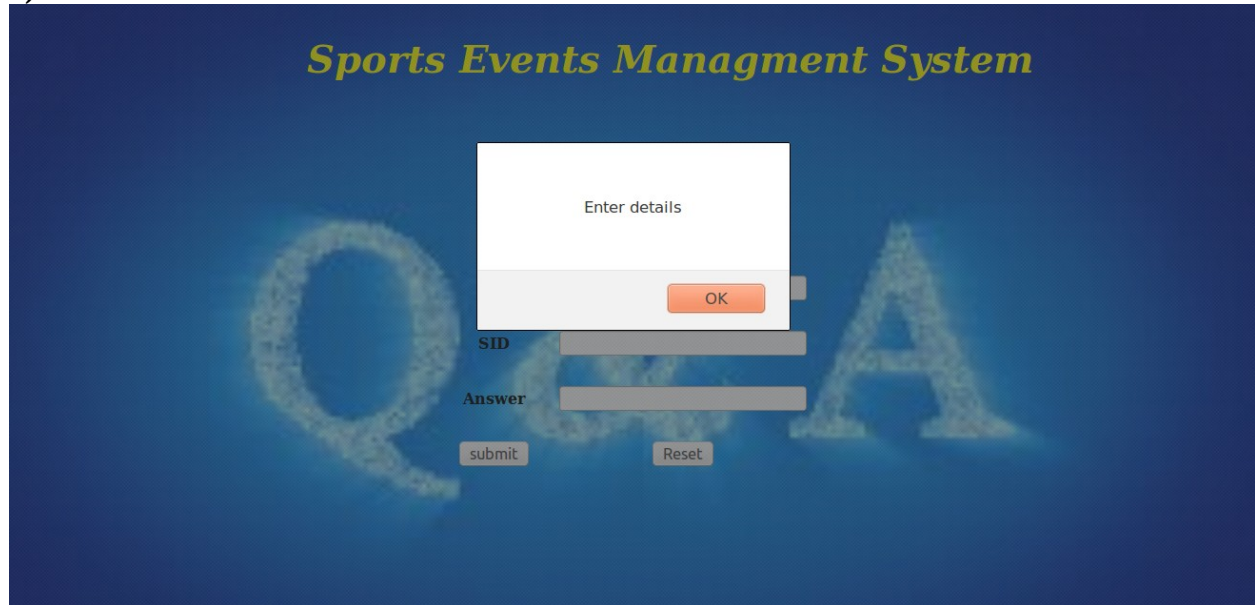 Sports Events Managment System
Enter details
OK
SID
Answer
submit Reset
Q&A